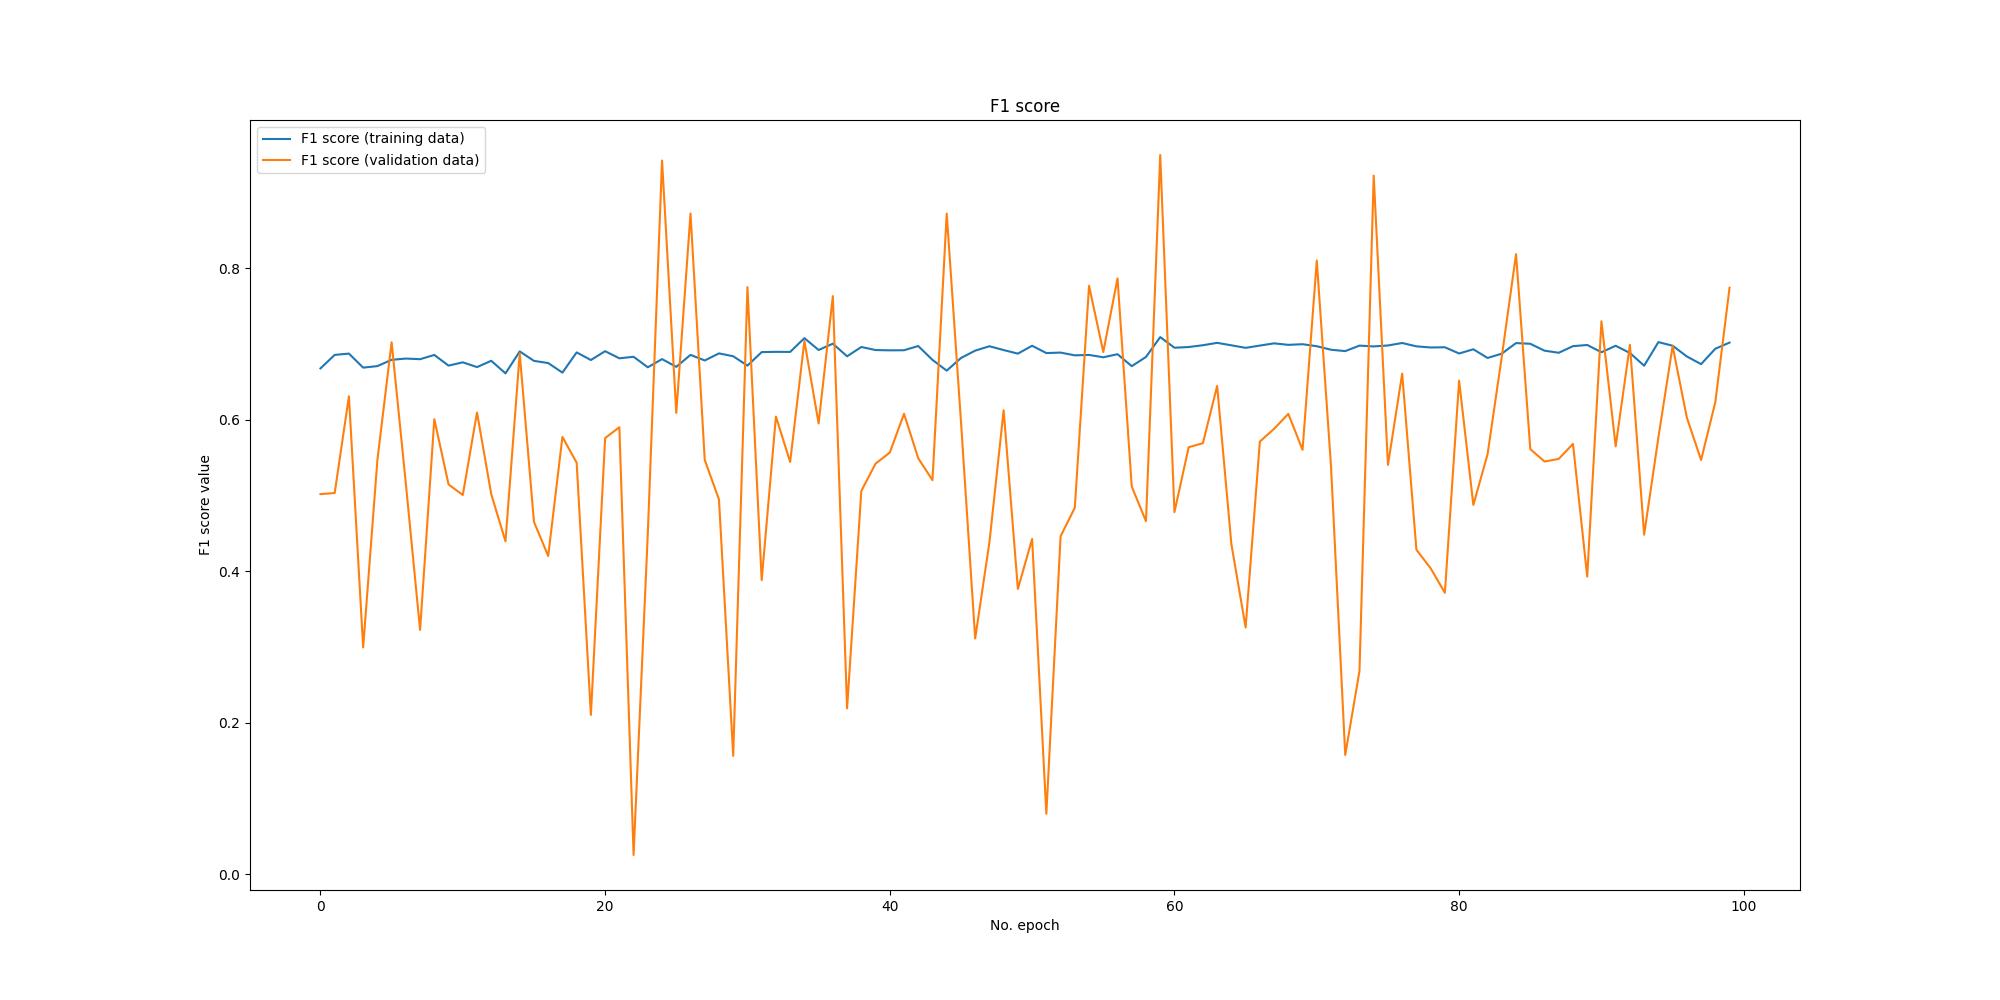 F1 score
F1 score (training data)
F1 score (validation data)
F1 score value
0.8
0.6
0.4
0.2
0.0
0 20 40 60 80 100
No. epoch